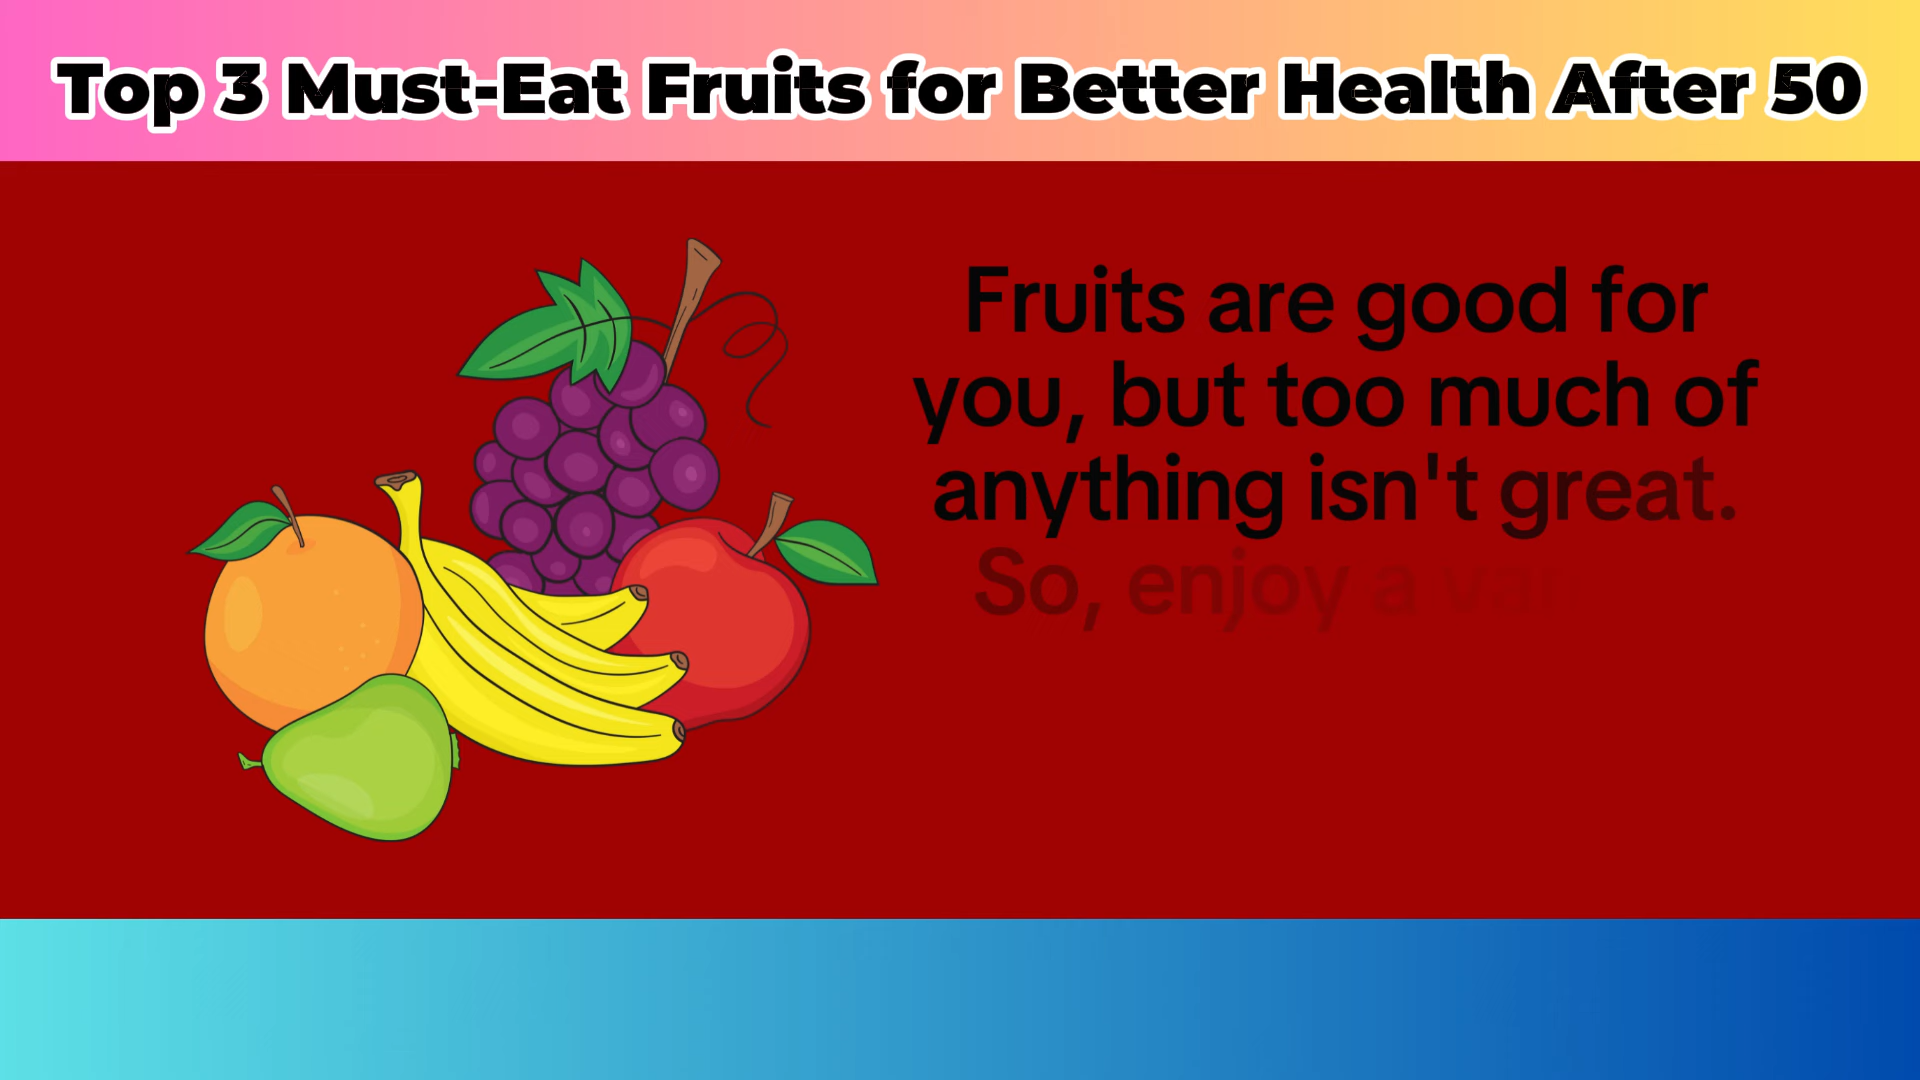 Top 3 Must-Eat Fruits for Better Health After 50
Fruits are good for
you, but too much of
anything isn't great.
So, enjoy a